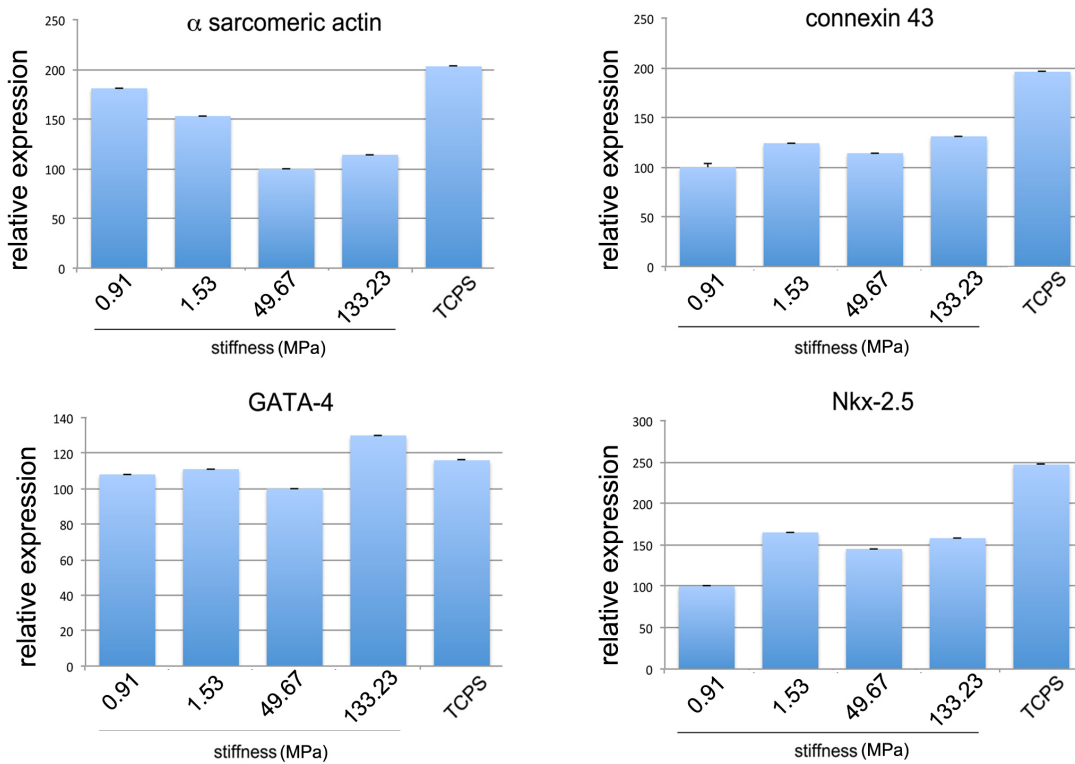 α sarcomeric actin
relative expression
250
200
150
100
50
0
0.91 1.53 49.67 133.23 TCPS
stiffness (MPa)
connexin 43
relative expression
250
200
150
100
50
0
0.91 1.53 49.67 133.23 TCPS
stiffness (MPa)
GATA-4
relative expression
140
120
100
80
60
40
20
0
0.91 1.53 49.67 133.23 TCPS
stiffness (MPa)
Nkx-2.5
relative expression
300
250
200
150
100
50
0
0.91 1.53 49.67 133.23 TCPS
stiffness (MPa)